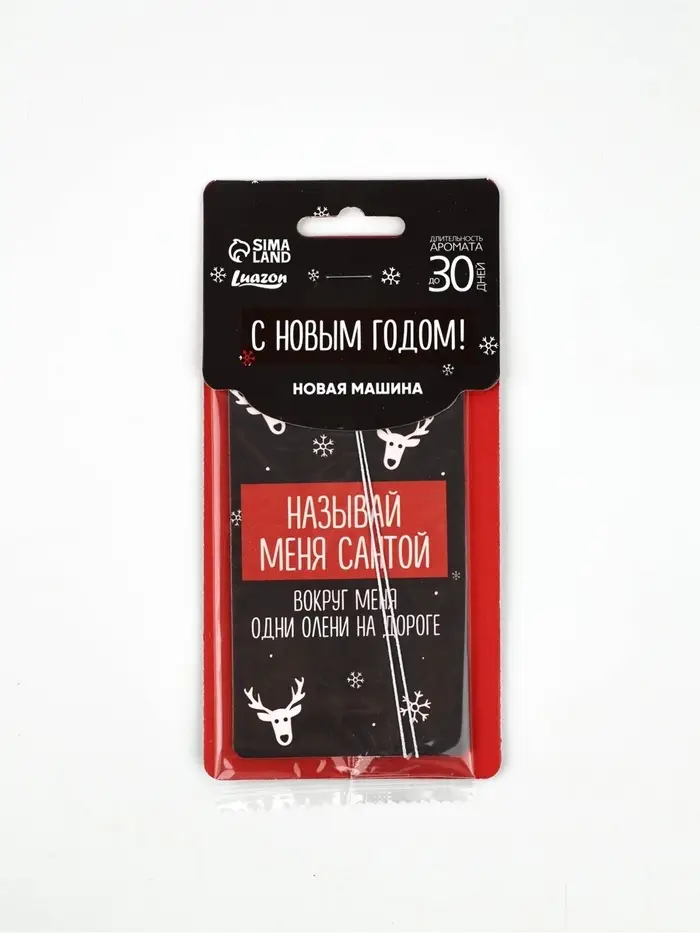 SIMA
LAND
Luazon
ДЛИТЕЛЬНОСТЬ
АРОМАТА
ДО 30 ДНЕЙ
С НОВЫМ ГОДОМ!
НОВАЯ МАШИНА
НАЗЫВАЙ
МЕНЯ САНТОЙ
ВОКРУГ МЕНЯ
ОДНИ ОЛЕНИ НА ДОРОГЕ